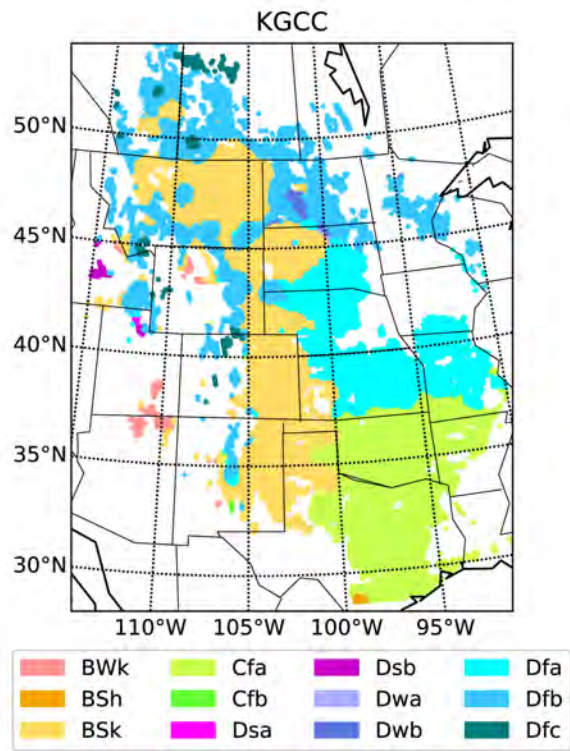 KGCC
50°N
45°N
40°N
35°N
30°N
110°W 105°W 100°W 95°W
BWk Cfa Dsb Dfa
BSh Cfb Dwa Dfb
BSk Dsa Dwb Dfc